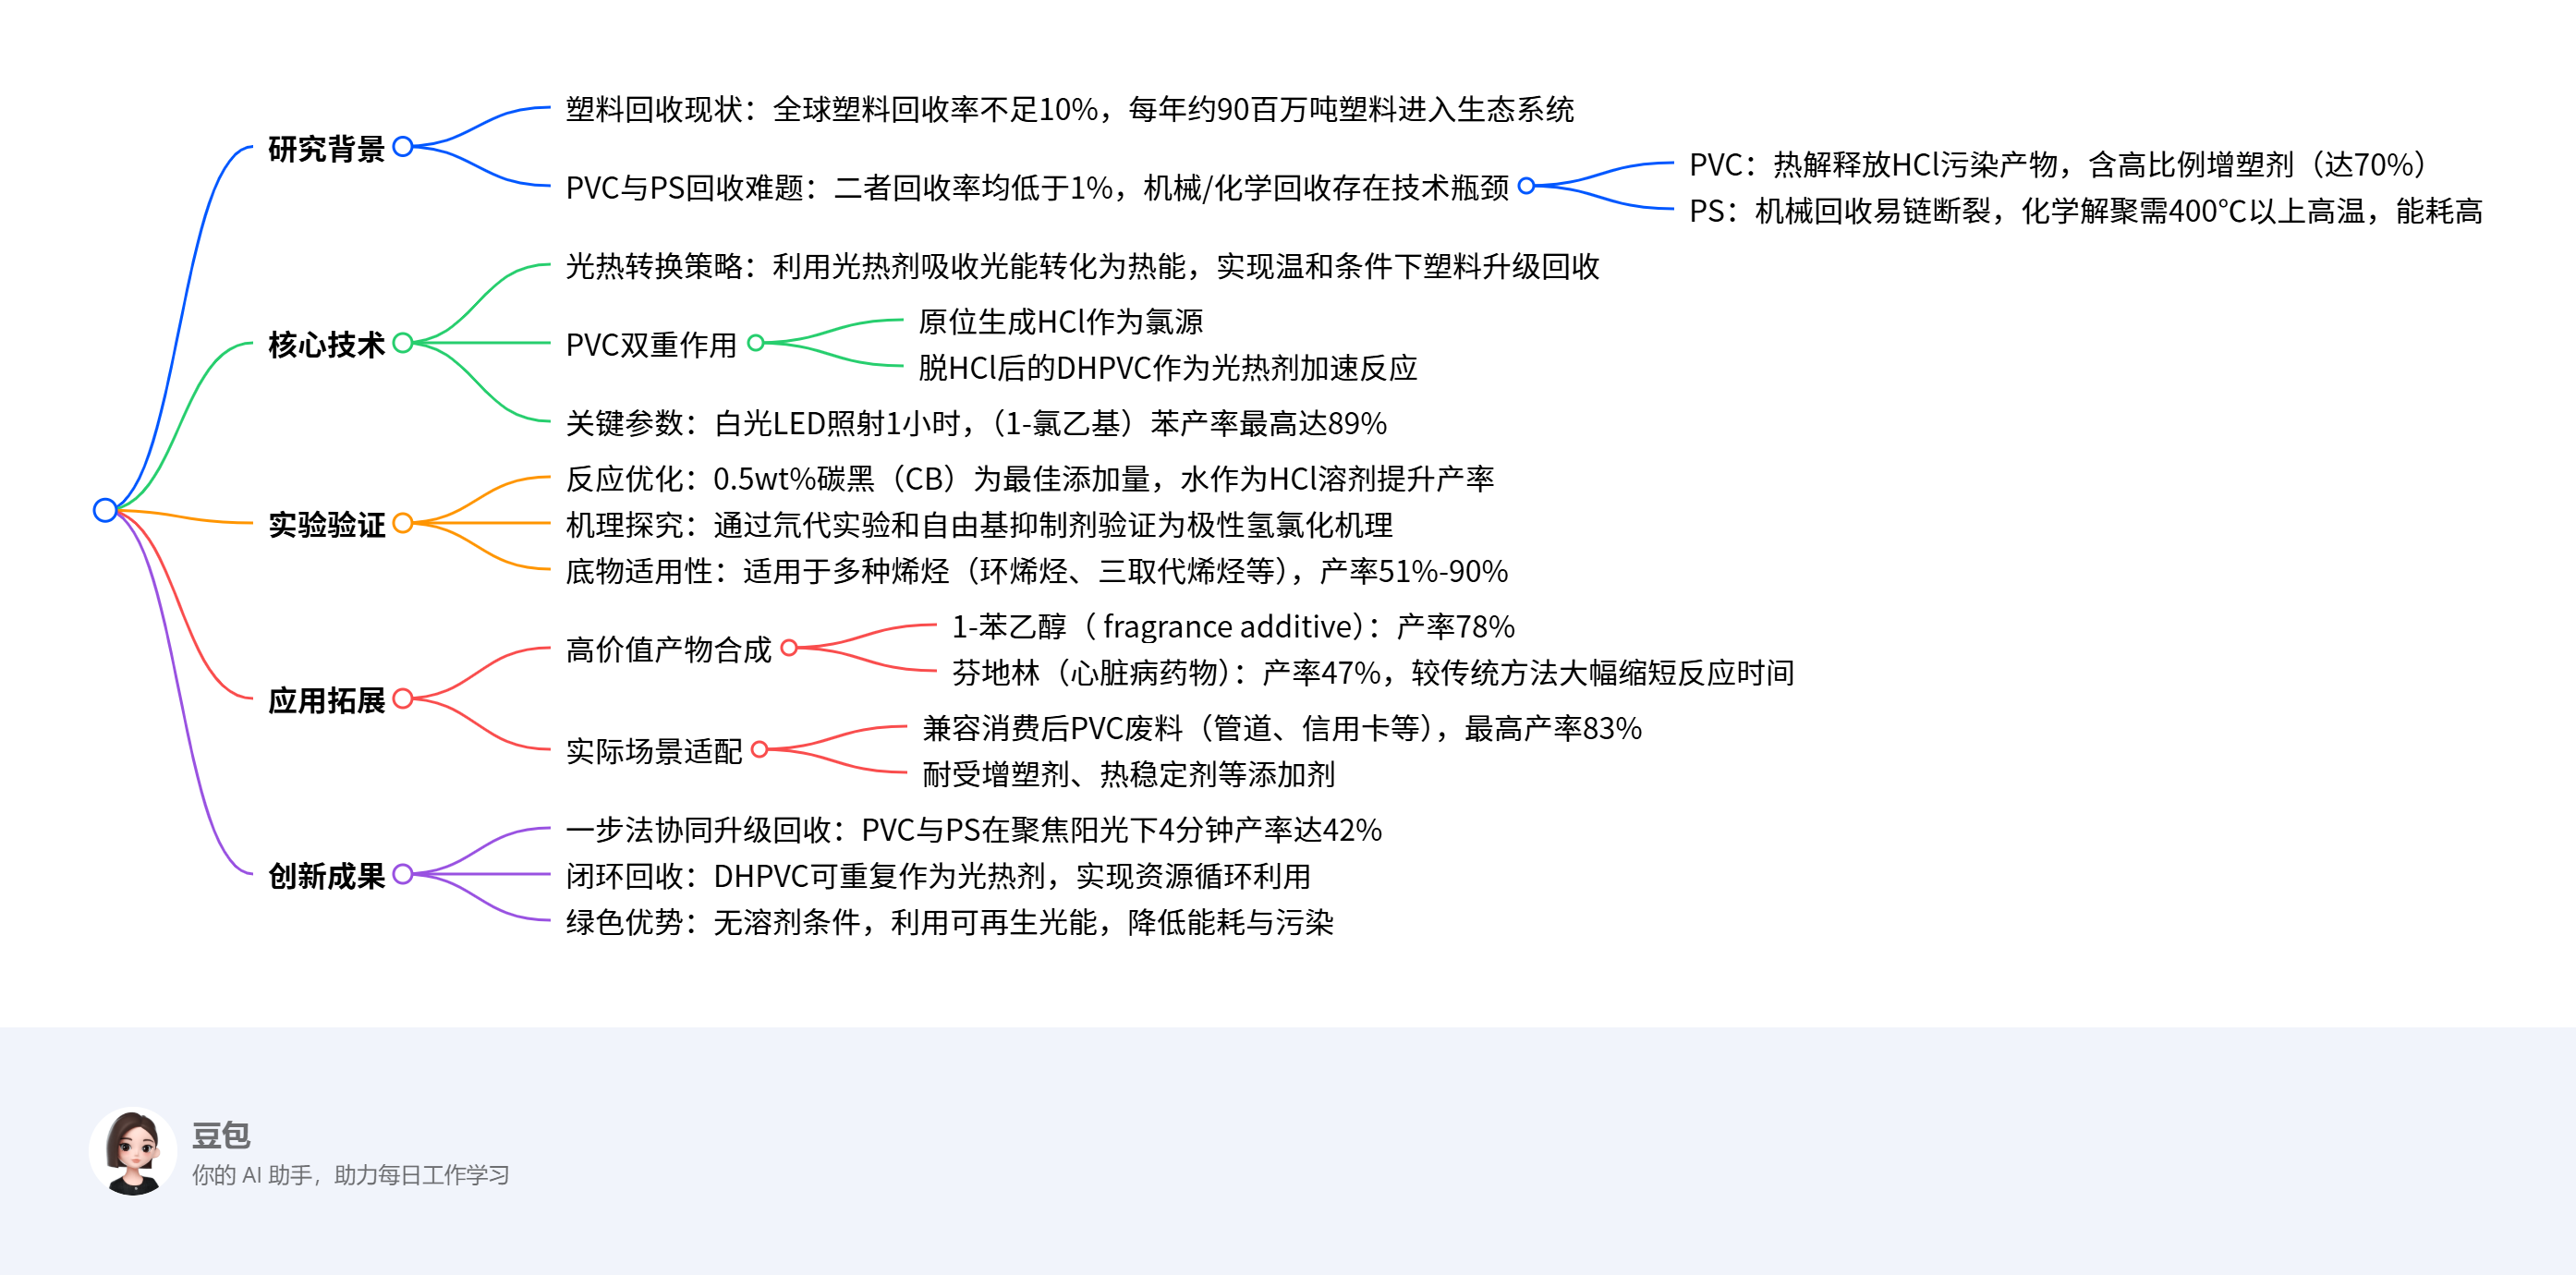 研究背景
塑料回收现状：全球塑料回收率不足10%，每年约90百万吨塑料进入生态系统
PVC与PS回收难题：二者回收率均低于1%，机械/化学回收存在技术瓶颈
PVC：热解释放HCl污染产物，含高比例增塑剂（达70%）
PS：机械回收易链断裂，化学解聚需400℃以上高温，能耗高
核心技术
光热转换策略：利用光热剂吸收光能转化为热能，实现温和条件下塑料升级回收
PVC双重作用
原位生成HCl作为氯源
脱HCl后的DHPVC作为光热剂加速反应
关键参数：白光LED照射1小时，（1-氯乙基）苯产率最高达89%
实验验证
反应优化：0.5wt%碳黑（CB）为最佳添加量，水作为HCl溶剂提升产率
机理探究：通过氘代实验和自由基抑制剂验证为极性氢氯化机理
底物适用性：适用于多种烯烃（环烯烃、三取代烯烃等），产率51%-90%
应用拓展
高价值产物合成
1-苯乙醇（ fragrance additive）：产率78%
芬地林（心脏病药物）：产率47%，较传统方法大幅缩短反应时间
实际场景适配
兼容消费后PVC废料（管道、信用卡等），最高产率83%
耐受增塑剂、热稳定剂等添加剂
创新成果
一步法协同升级回收：PVC与PS在聚焦阳光下4分钟产率达42%
闭环回收：DHPVC可重复作为光热剂，实现资源循环利用
绿色优势：无溶剂条件，利用可再生光能，降低能耗与污染
豆包
你的 AI 助手，助力每日工作学习